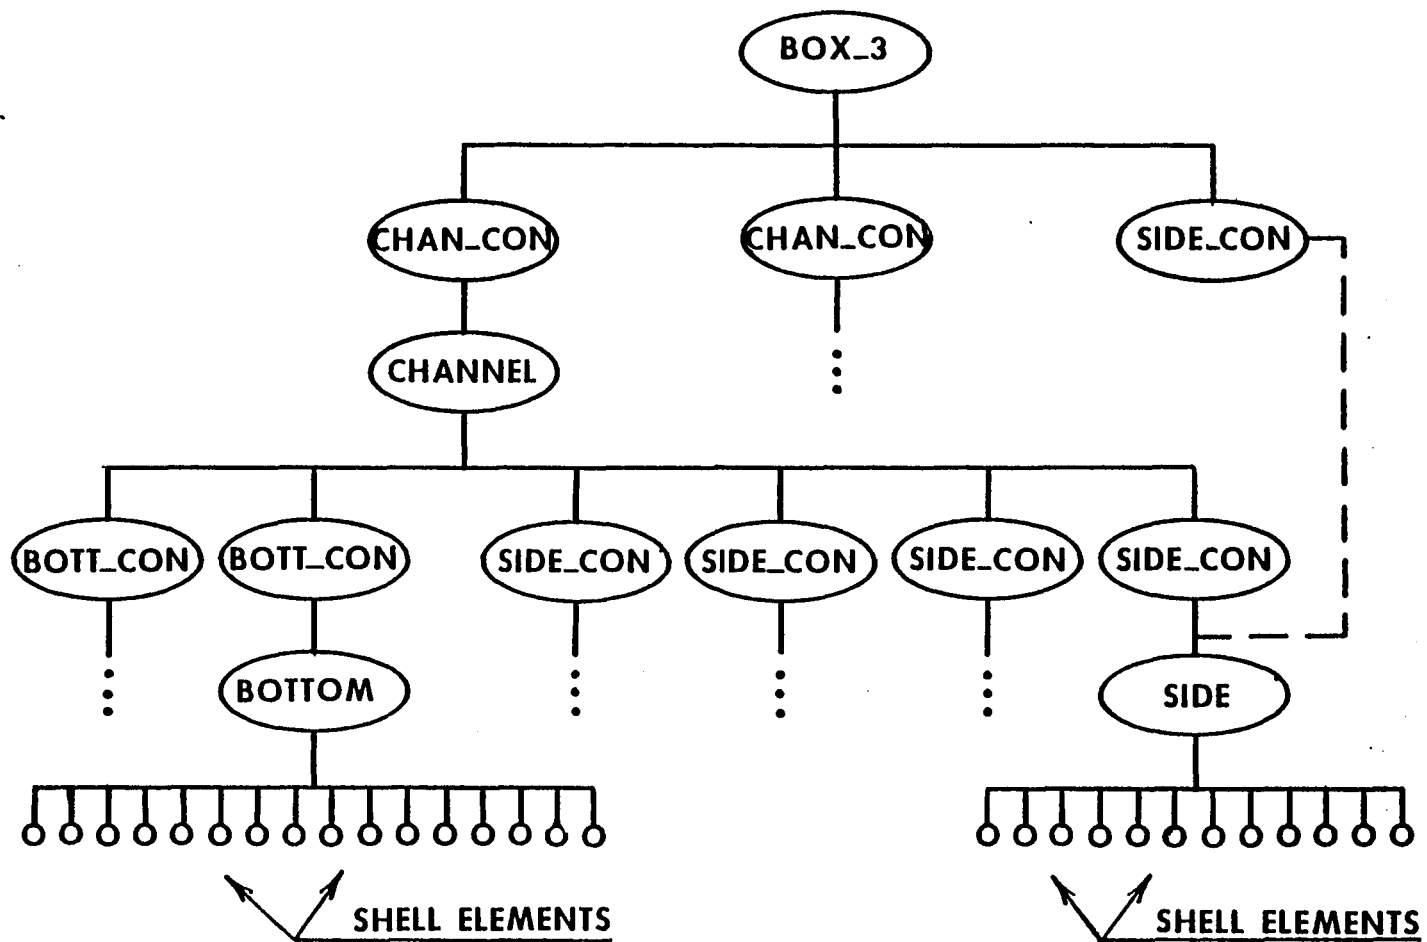 BOX_3
CHAN_CON CHAN_CON SIDE_CON
CHANNEL
BOTT_CON BOTT_CON SIDE_CON SIDE_CON SIDE_CON SIDE_CON
BOTTOM SIDE
SHELL ELEMENTS SHELL ELEMENTS